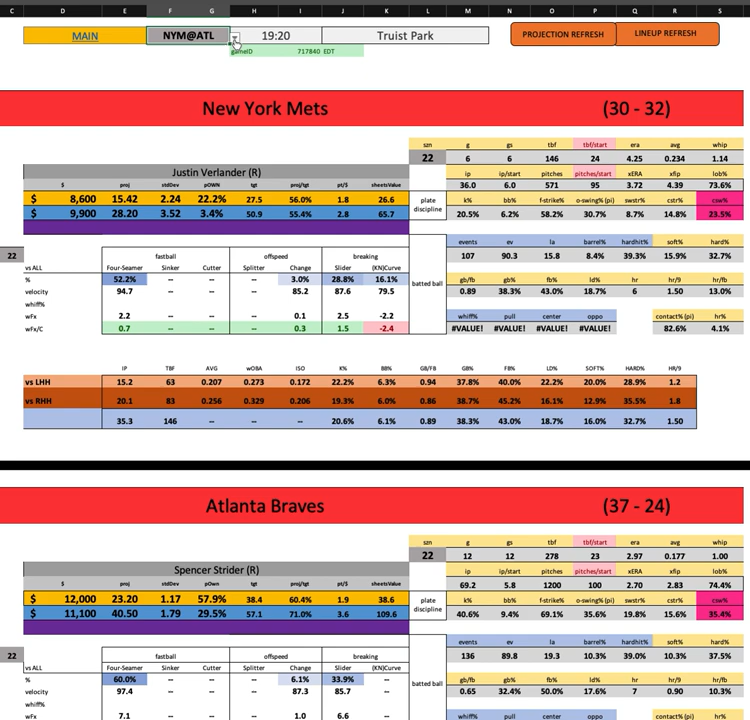 C D E F G H I J K L M N O P Q R S
MAIN NYM@ATL 19:20 Truist Park PROJECTION REFRESH LINEUP REFRESH
gameID 717840 EDT
New York Mets (30 - 32)
szn g gs tbf tbf/start era avg whip
22 6 6 146 24 4.25 0.234 1.14
Justin Verlander (R) ip ip/start pitches pitches/start xERA xfip lob%
$ proj stdDev pOWN tgt proj/tgt pt/$ sheetsValue 36.0 6.0 571 95 3.72 4.39 73.6%
$ 8,600 15.42 2.24 22.2% 27.5 56.0% 1.8 26.6 plate discipline k% bb% f-strike% o-swing% (pi) swstr% cstr% csw%
$ 9,900 28.20 3.52 3.4% 50.9 55.4% 2.8 65.7 20.5% 6.2% 58.2% 30.7% 8.7% 14.8% 23.5%
events ev la barrel% hardhit% soft% hard%
22 fastball offspeed breaking 107 90.3 15.8 8.4% 39.3% 15.9% 32.7%
vs ALL Four-Seamer Sinker Cutter Splitter Change Slider (KN)Curve
% 52.2% -- -- -- 3.0% 28.8% 16.1% batted ball gb/fb gb% fb% ld% hr hr/9 hr/fb
velocity 94.7 -- -- -- 85.2 87.6 79.5 0.89 38.3% 43.0% 18.7% 6 1.50 13.0%
whiff%
wFx 2.2 -- -- -- 0.1 2.5 -2.2 whiff% pull center oppo contact% (pi) hr%
wFx/C 0.7 -- -- -- 0.3 1.5 -2.4 #VALUE! #VALUE! #VALUE! #VALUE! 82.6% 4.1%
IP TBF AVG wOBA ISO K% BB% GB/FB GB% FB% LD% SOFT% HARD% HR/9
vs LHH 15.2 63 0.207 0.273 0.172 22.2% 6.3% 0.94 37.8% 40.0% 22.2% 20.0% 28.9% 1.2
vs RHH 20.1 83 0.256 0.329 0.206 19.3% 6.0% 0.86 38.7% 45.2% 16.1% 12.9% 35.5% 1.8
35.3 146 -- -- -- 20.6% 6.1% 0.89 38.3% 43.0% 18.7% 16.0% 32.7% 1.50
Atlanta Braves (37 - 24)
szn g gs tbf tbf/start era avg whip
22 12 12 278 23 2.97 0.177 1.00
Spencer Strider (R) ip ip/start pitches pitches/start xERA xfip lob%
$ proj stdDev pOwn tgt proj/tgt pt/$ sheetsValue 69.2 5.8 1200 100 2.70 2.83 74.4%
$ 12,000 23.20 1.17 57.9% 38.4 60.4% 1.9 38.6 plate discipline k% bb% f-strike% o-swing% (pi) swstr% cstr% csw%
$ 11,100 40.50 1.79 29.5% 57.1 71.0% 3.6 109.6 40.6% 9.4% 69.1% 35.6% 19.8% 15.6% 35.4%
events ev la barrel% hardhit% soft% hard%
22 fastball offspeed breaking 136 89.8 19.3 10.3% 39.0% 10.3% 37.5%
vs ALL Four-Seamer Sinker Cutter Splitter Change Slider (KN)Curve
% 60.0% -- -- -- 6.1% 33.9% -- batted ball gb/fb gb% fb% ld% hr hr/9 hr/fb
velocity 97.4 -- -- -- 87.3 85.7 -- 0.65 32.4% 50.0% 17.6% 7 0.90 10.3%
whiff%
wFx 7.1 -- -- -- 1.0 6.6 -- whiff% pull center oppo contact% (pi) hr%